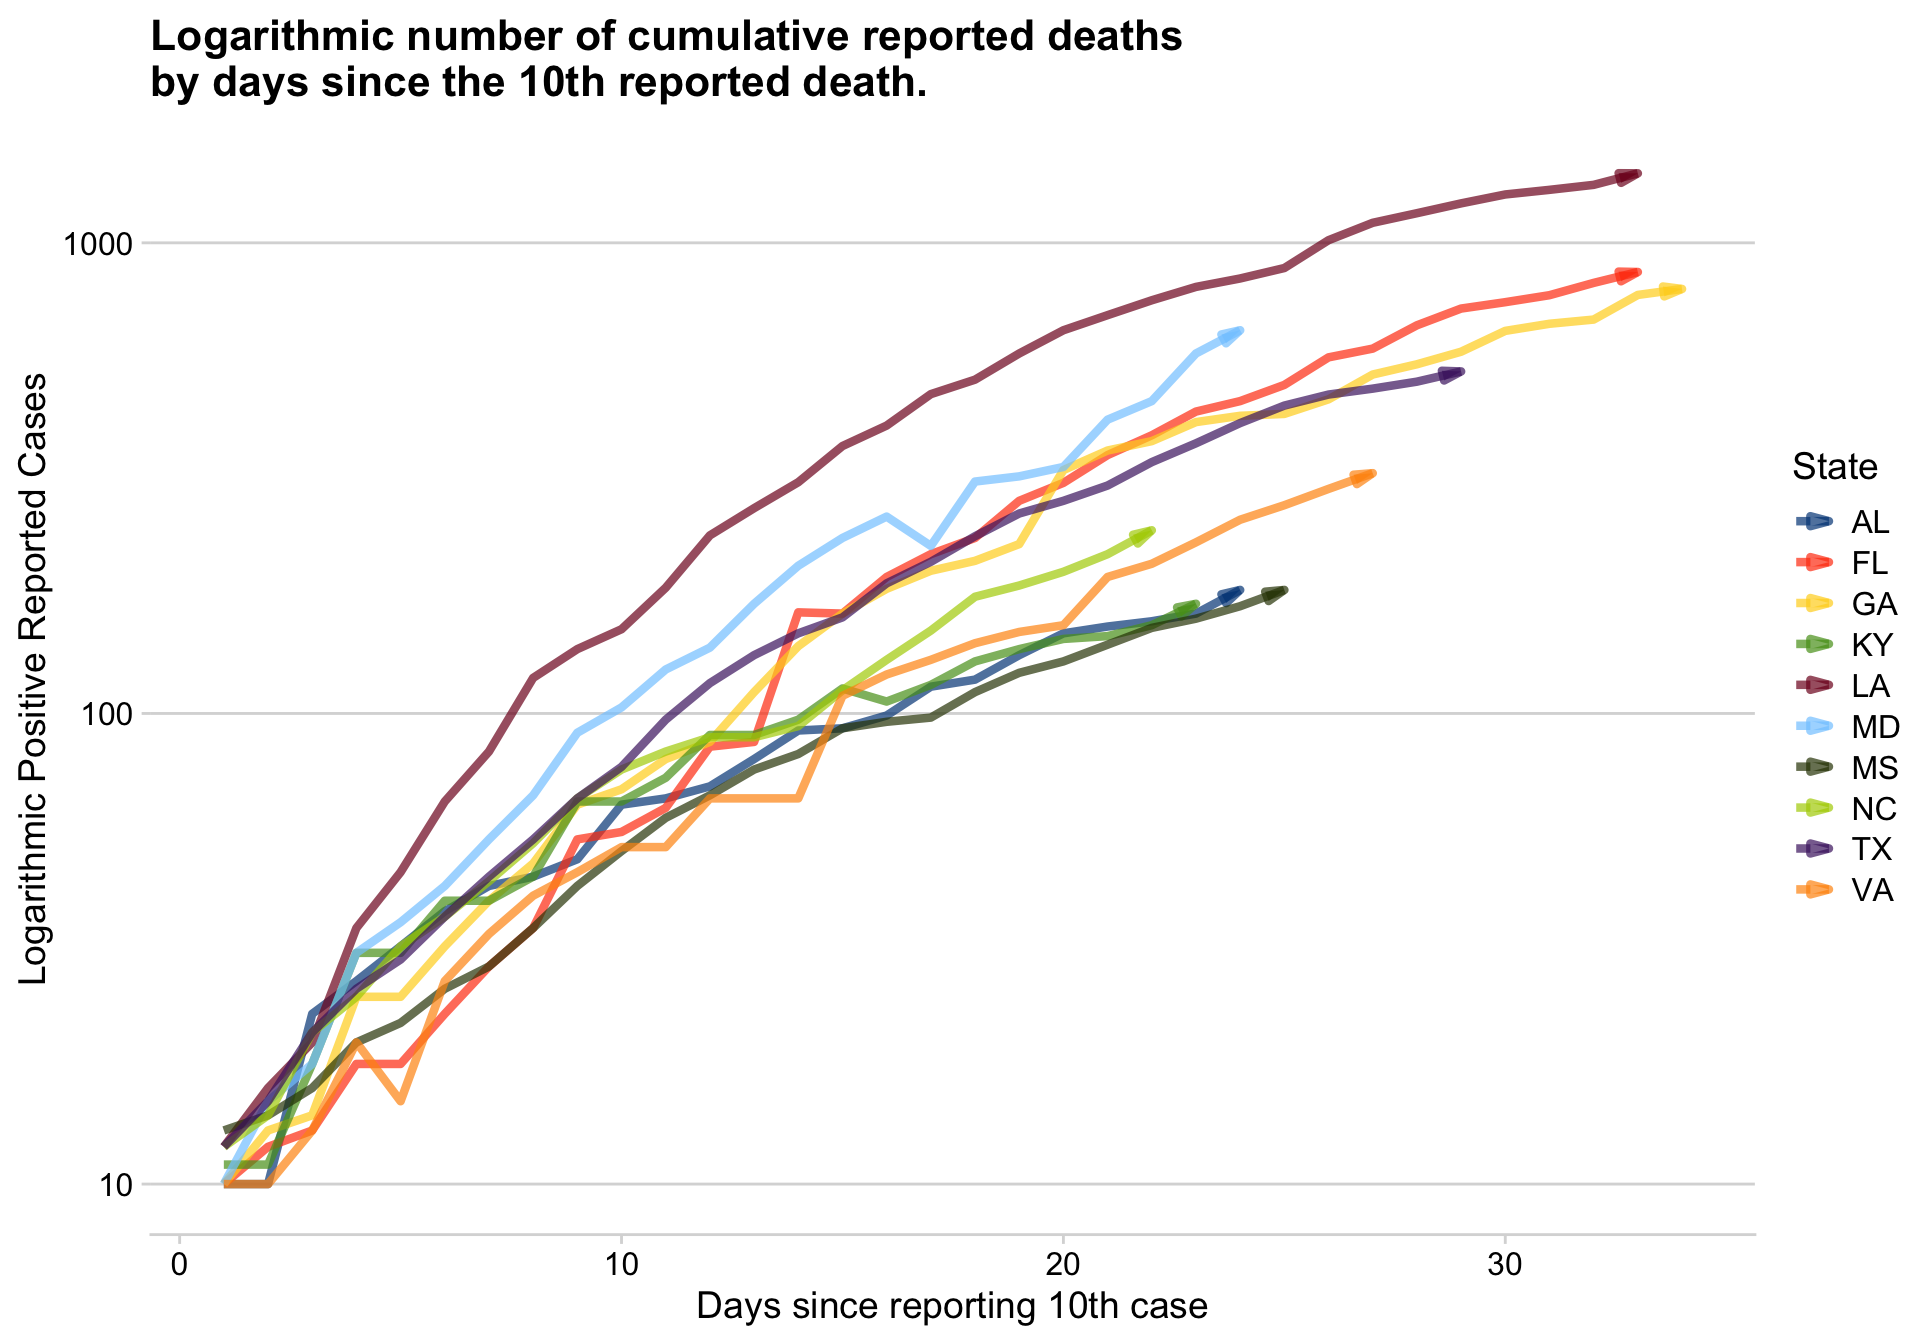 Logarithmic number of cumulative reported deaths
by days since the 10th reported death.
Logarithmic Positive Reported Cases
1000
100
10
0
10
20
30
Days since reporting 10th case
State
AL
FL
GA
KY
LA
MD
MS
NC
TX
VA